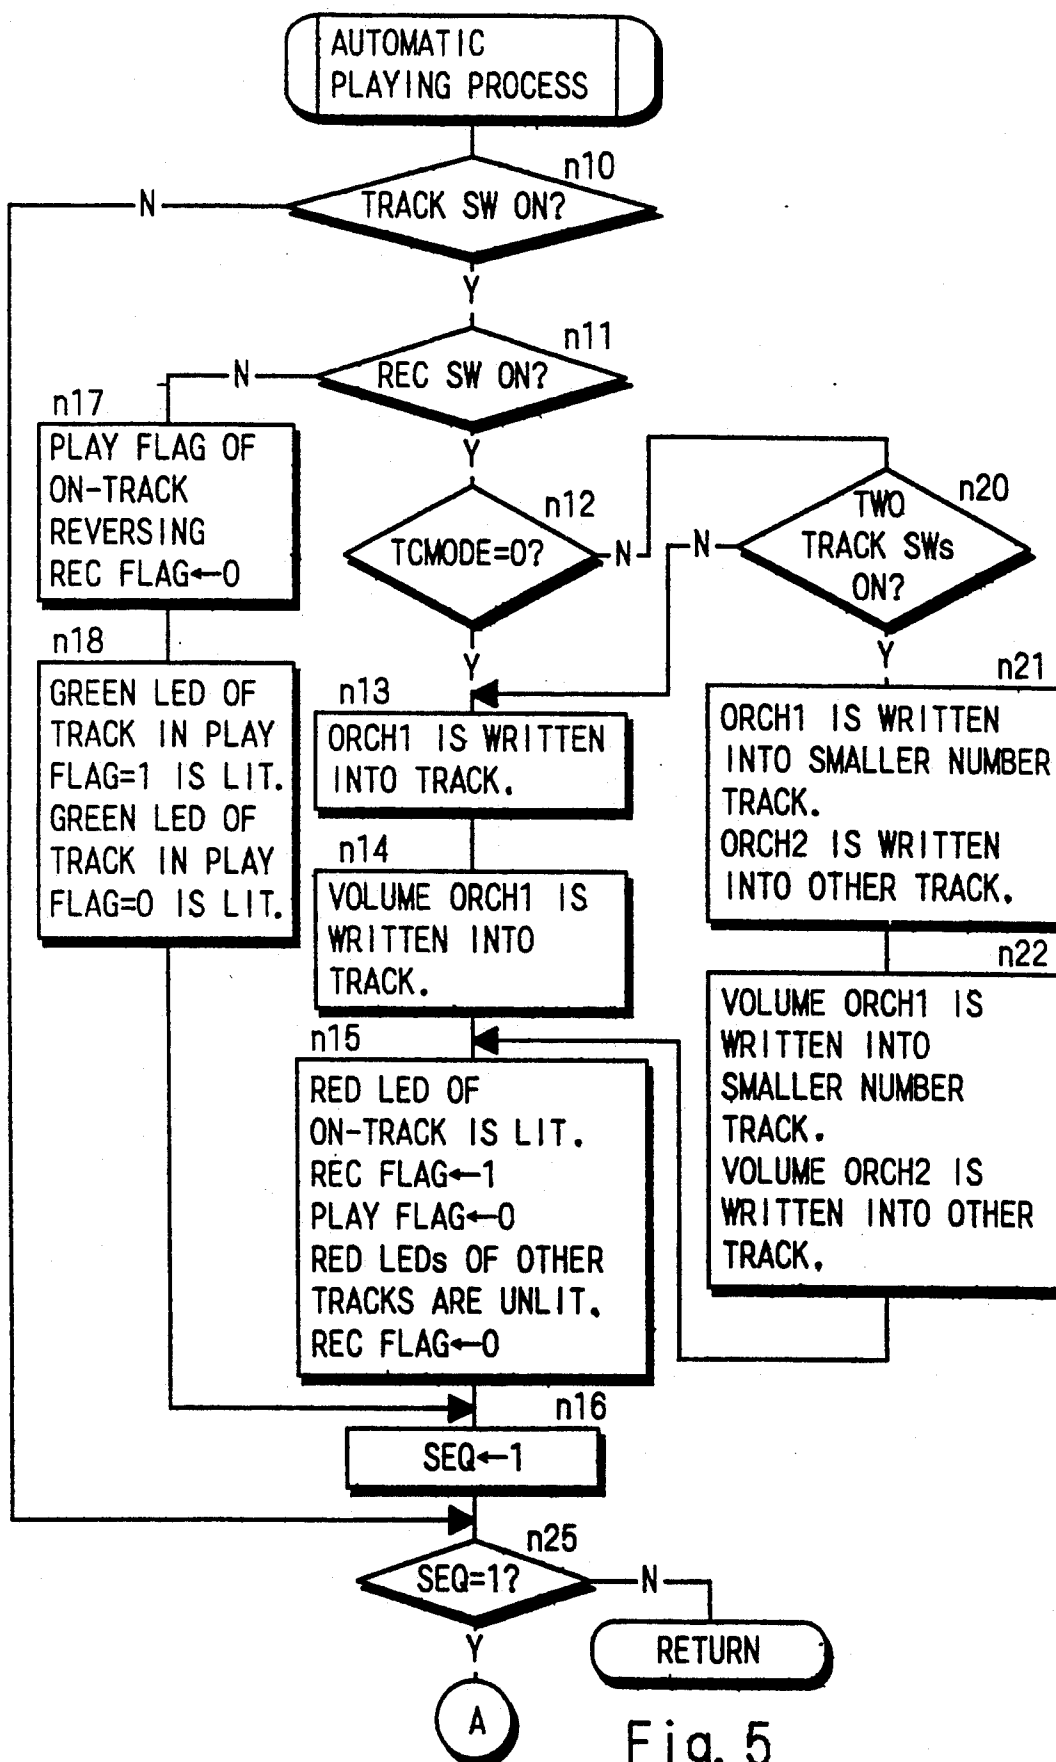 AUTOMATIC
PLAYING PROCESS
n10
TRACK SW ON?
N
Y
n11
REC SW ON?
N
Y
n17
PLAY FLAG OF
ON-TRACK
REVERSING
REC FLAG←0
n12
TCMODE=0?
N
Y
n20
TWO
TRACK SWs
ON?
N
Y
n18
GREEN LED OF
TRACK IN PLAY
FLAG=1 IS LIT.
GREEN LED OF
TRACK IN PLAY
FLAG=0 IS LIT.
n13
ORCH1 IS WRITTEN
INTO TRACK.
n14
VOLUME ORCH1 IS
WRITTEN INTO
TRACK.
n21
ORCH1 IS WRITTEN
INTO SMALLER NUMBER
TRACK.
ORCH2 IS WRITTEN
INTO OTHER TRACK.
n22
VOLUME ORCH1 IS
WRITTEN INTO
SMALLER NUMBER
TRACK.
VOLUME ORCH2 IS
WRITTEN INTO OTHER
TRACK.
n15
RED LED OF
ON-TRACK IS LIT.
REC FLAG←1
PLAY FLAG←0
RED LEDs OF OTHER
TRACKS ARE UNLIT.
REC FLAG←0
n16
SEQ←1
n25
SEQ=1?
N
Y
RETURN
A
Fig. 5